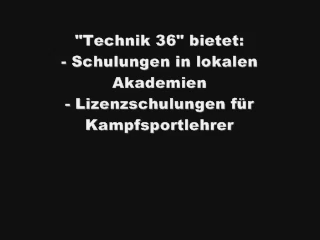 "Technik 36" bietet:
- Schulungen in lokalen
Akademien
- Lizenzschulungen für
Kampfsportlehrer